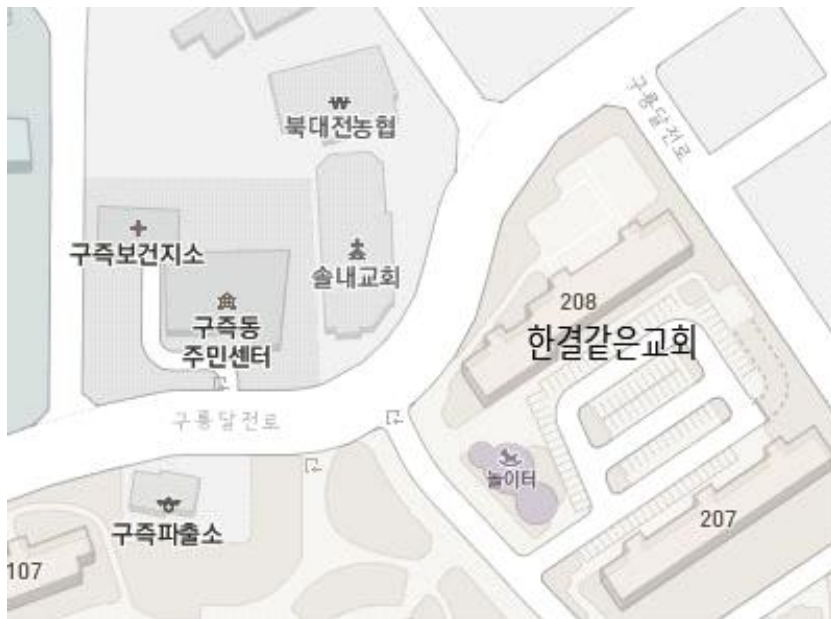 구룡달전로
₩
북대전농협
구즉보건지소
솔내교회
208
구즉동
주민센터
한결같은교회
구룡달전로
놀이터
구즉파출소
207
107